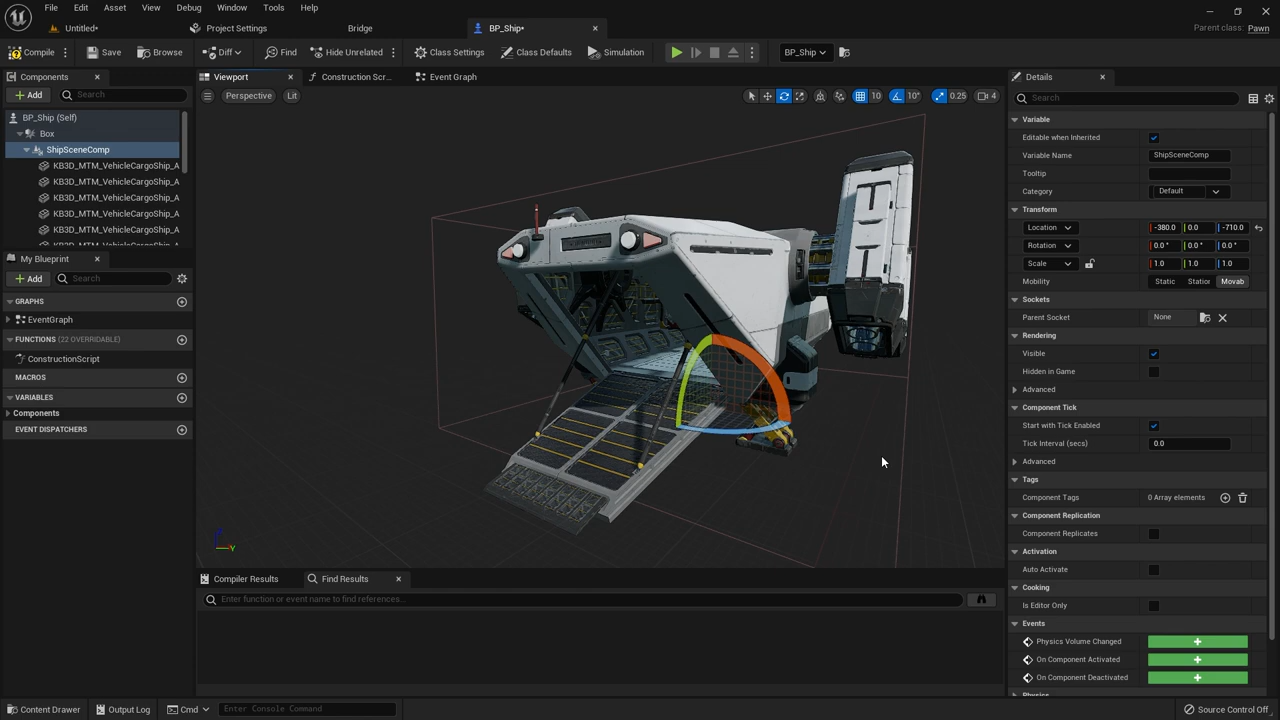 File Edit Asset View Debug Window Tools Help
Untitled* Project Settings Bridge BP_Ship*
Parent class: Pawn
Compile Save Browse Diff Find Hide Unrelated Class Settings Class Defaults Simulation BP_Ship
Components
Add Search
BP_Ship (Self)
Box
ShipSceneComp
KB3D_MTM_VehicleCargoShip_A
KB3D_MTM_VehicleCargoShip_A
KB3D_MTM_VehicleCargoShip_A
KB3D_MTM_VehicleCargoShip_A
KB3D_MTM_VehicleCargoShip_A
My Blueprint
Add Search
GRAPHS
EventGraph
FUNCTIONS (22 OVERRIDABLE)
ConstructionScript
MACROS
VARIABLES
Components
EVENT DISPATCHERS
Viewport Construction Scr... Event Graph
Perspective Lit 10 10° 0.25 4
Compiler Results Find Results
Enter function or event name to find references...
Details
Search
Variable
Editable when Inherited
Variable Name ShipSceneComp
Tooltip
Category Default
Transform
Location -380.0 0.0 -710.0
Rotation 0.0 ° 0.0 ° 0.0 °
Scale 1.0 1.0 1.0
Mobility Static Station Movab
Sockets
Parent Socket None
Rendering
Visible
Hidden in Game
Advanced
Component Tick
Start with Tick Enabled
Tick Interval (secs) 0.0
Advanced
Tags
Component Tags 0 Array elements
Component Replication
Component Replicates
Activation
Auto Activate
Cooking
Is Editor Only
Events
Physics Volume Changed
On Component Activated
On Component Deactivated
Physics
Content Drawer Output Log Cmd Enter Console Command Source Control Off